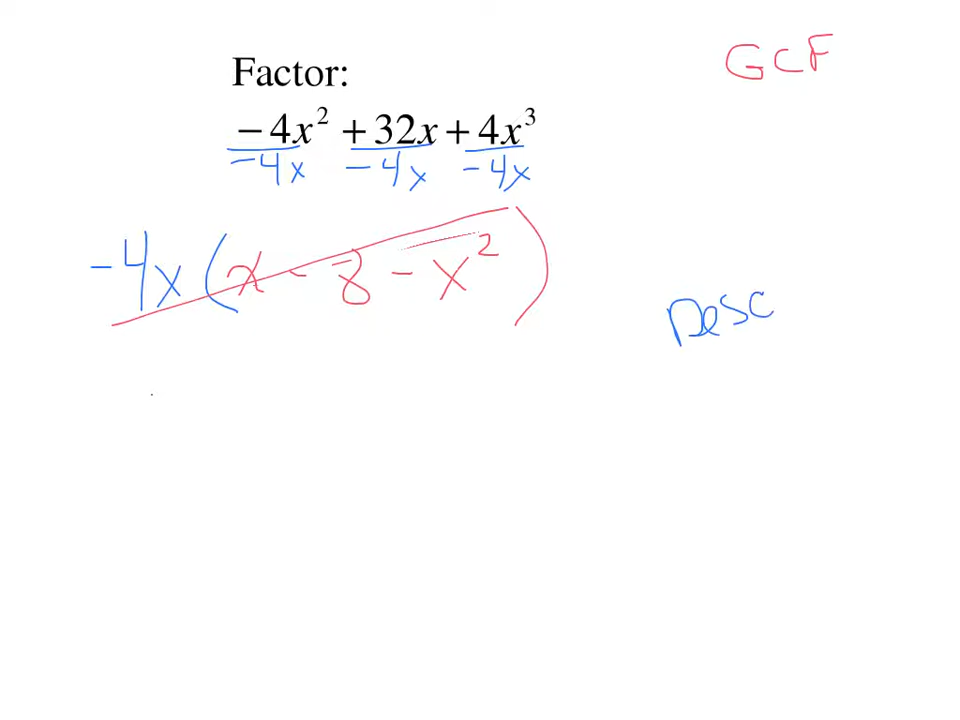 GCF
Factor:
− 4x² + 32x + 4x³
−4x −4x −4x
−4x (x - 8 - x²)
Desc